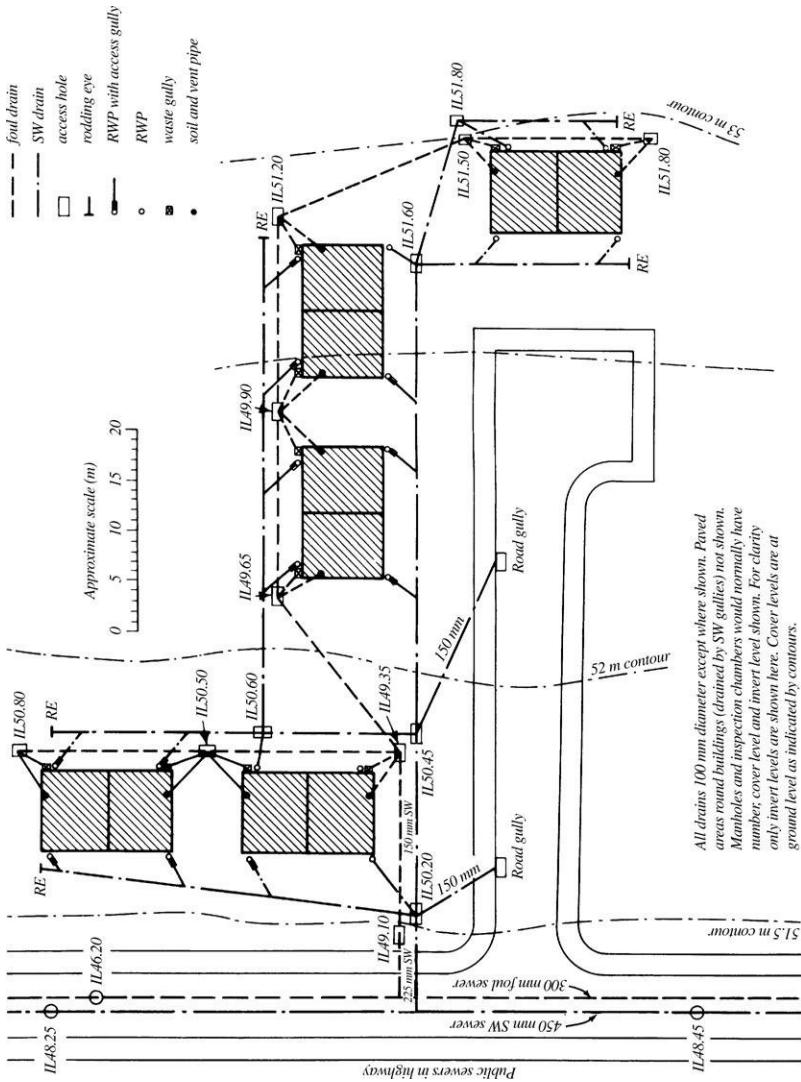 foul drain
SW drain
access hole
rodding eye
RWP with access gully
RWP
waste gully
soil and vent pipe
Approximate scale (m)
0
5
10
15
20
IL51.80
IL51.50
IL51.20
RE
RE
IL51.80
53 m contour
IL51.60
RE
IL49.90
IL49.65
Road gully
150 mm
52 m contour
IL50.80
RE
IL50.50
IL50.60
IL49.35
IL50.45
150 mm SW
RE
IL50.20
150 mm
Road gully
IL49.10
225 mm SW
51.5 m contour
IL46.20
300 mm foul sewer
IL48.25
450 mm SW sewer
IL48.45
Public sewers in highway
All drains 100 mm diameter except where shown. Paved
areas round buildings (drained by SW gullies) not shown.
Manholes and inspection chambers would normally have
number, cover level and invert level shown. For clarity
only invert levels are shown here. Cover levels are at
ground level as indicated by contours.